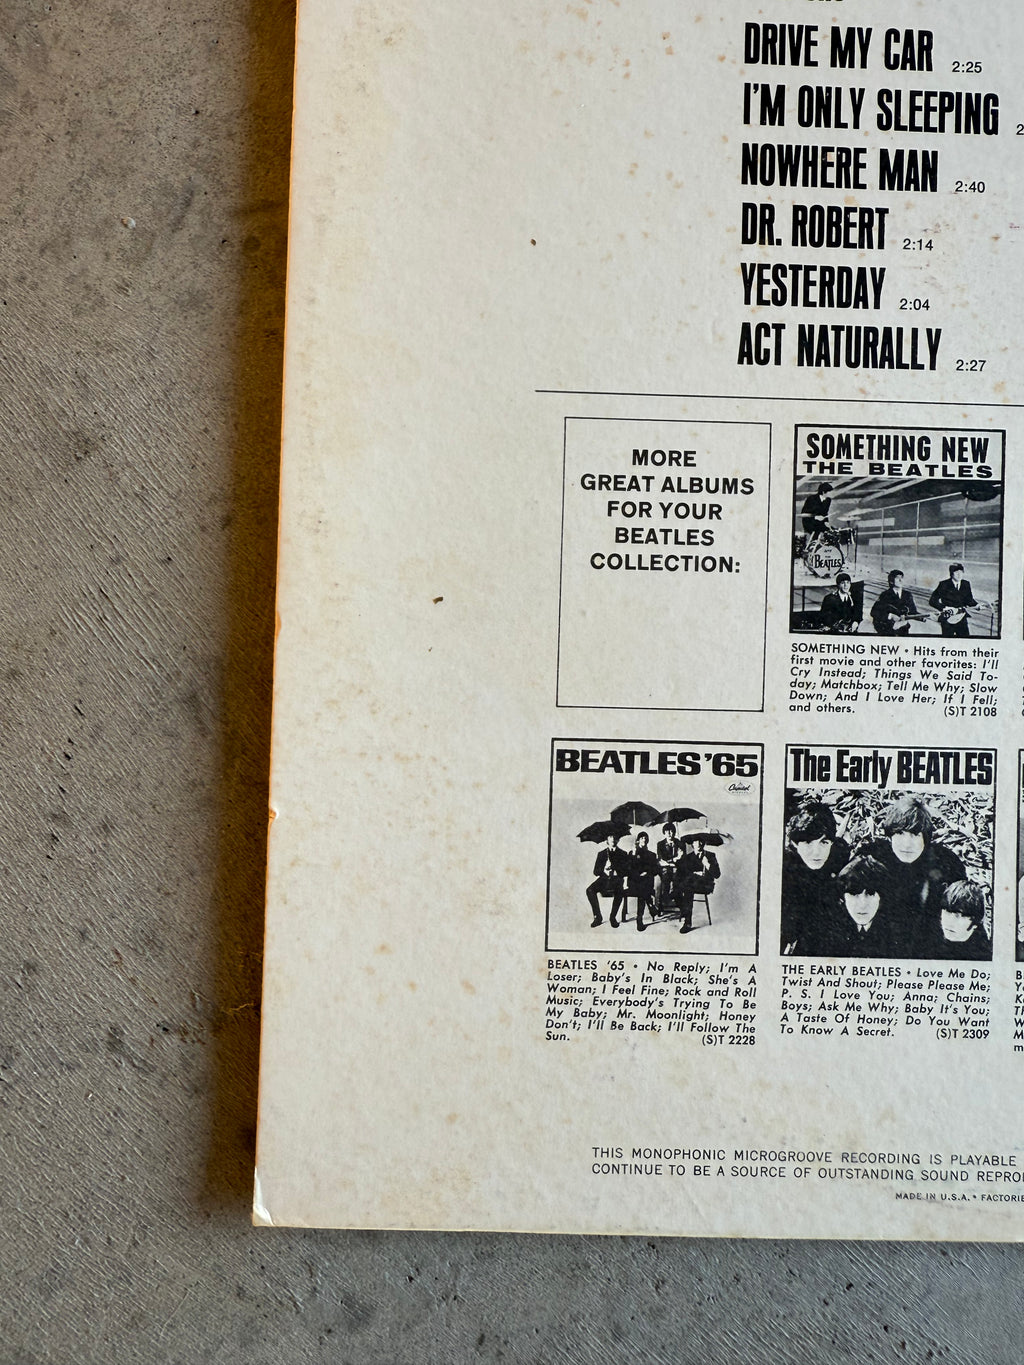 DRIVE MY CAR 2:25
I'M ONLY SLEEPING
NOWHERE MAN 2:40
DR. ROBERT 2:14
YESTERDAY 2:04
ACT NATURALLY 2:27
MORE
GREAT ALBUMS
FOR YOUR
BEATLES
COLLECTION:
SOMETHING NEW
THE BEATLES
THE
BEATLES
SOMETHING NEW • Hits from their
first movie and other favorites: I'll
Cry Instead; Things We Said To-
day; Matchbox; Tell Me Why; Slow
Down; And I Love Her; If I Fell;
and others. (S)T 2108
BEATLES '65
Capitol
BEATLES '65 • No Reply; I'm A
Loser; Baby's In Black; She's A
Woman; I Feel Fine; Rock and Roll
Music; Everybody's Trying To Be
My Baby; Mr. Moonlight; Honey
Don't; I'll Be Back; I'll Follow The
Sun. (S)T 2228
The Early BEATLES
THE EARLY BEATLES • Love Me Do;
Twist And Shout; Please Please Me;
P. S. I Love You; Anna; Chains;
Boys; Ask Me Why; Baby It's You;
A Taste Of Honey; Do You Want
To Know A Secret. (S)T 2309
THIS MONOPHONIC MICROGROOVE RECORDING IS PLAYABLE
CONTINUE TO BE A SOURCE OF OUTSTANDING SOUND REPRO
MADE IN U.S.A. • FACTORIE